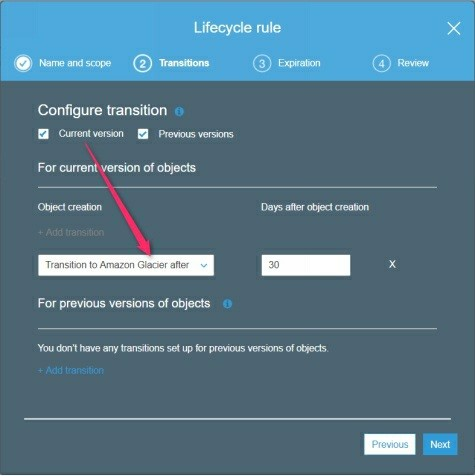 Lifecycle rule
Name and scope 2 Transitions 3 Expiration 4 Review
Configure transition
Current version Previous versions
For current version of objects
Object creation Days after object creation
+ Add transition
Transition to Amazon Glacier after 30 X
For previous versions of objects
You don't have any transitions set up for previous versions of objects.
+ Add transition
Previous Next